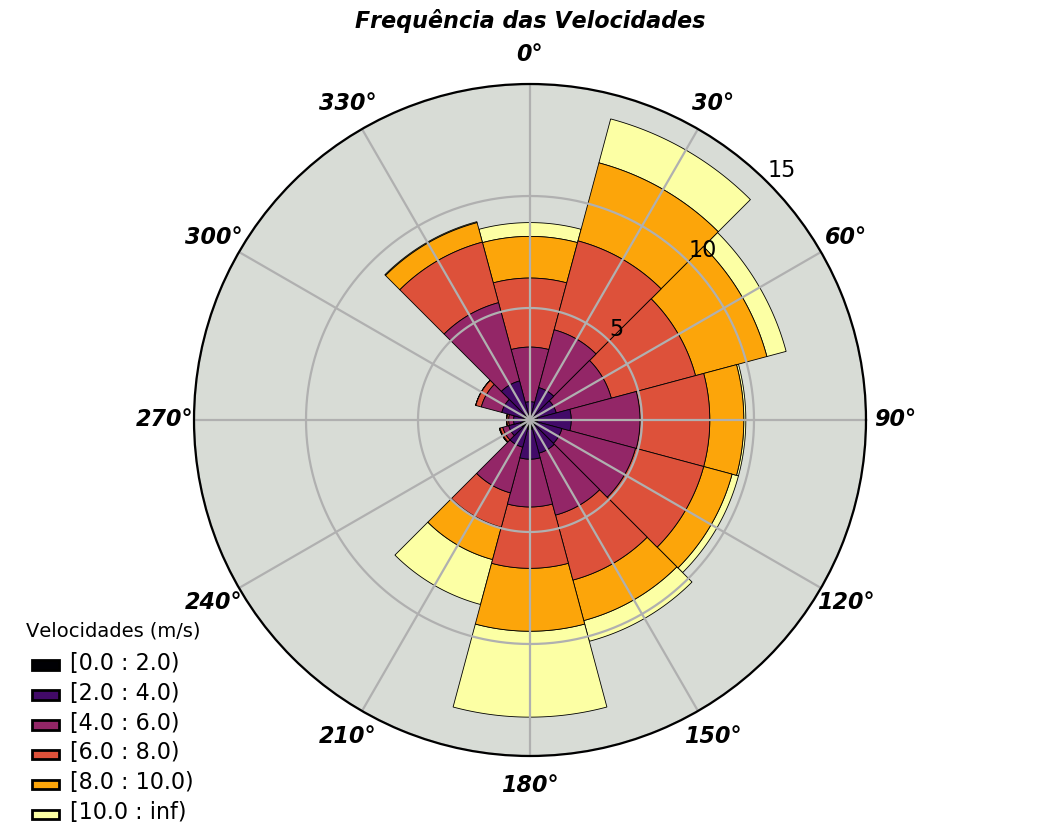 Frequência das Velocidades
0°
330°
30°
15
300°
60°
10
5
270°
90°
240°
120°
210°
150°
180°
Velocidades (m/s)
[0.0 : 2.0)
[2.0 : 4.0)
[4.0 : 6.0)
[6.0 : 8.0)
[8.0 : 10.0)
[10.0 : inf)